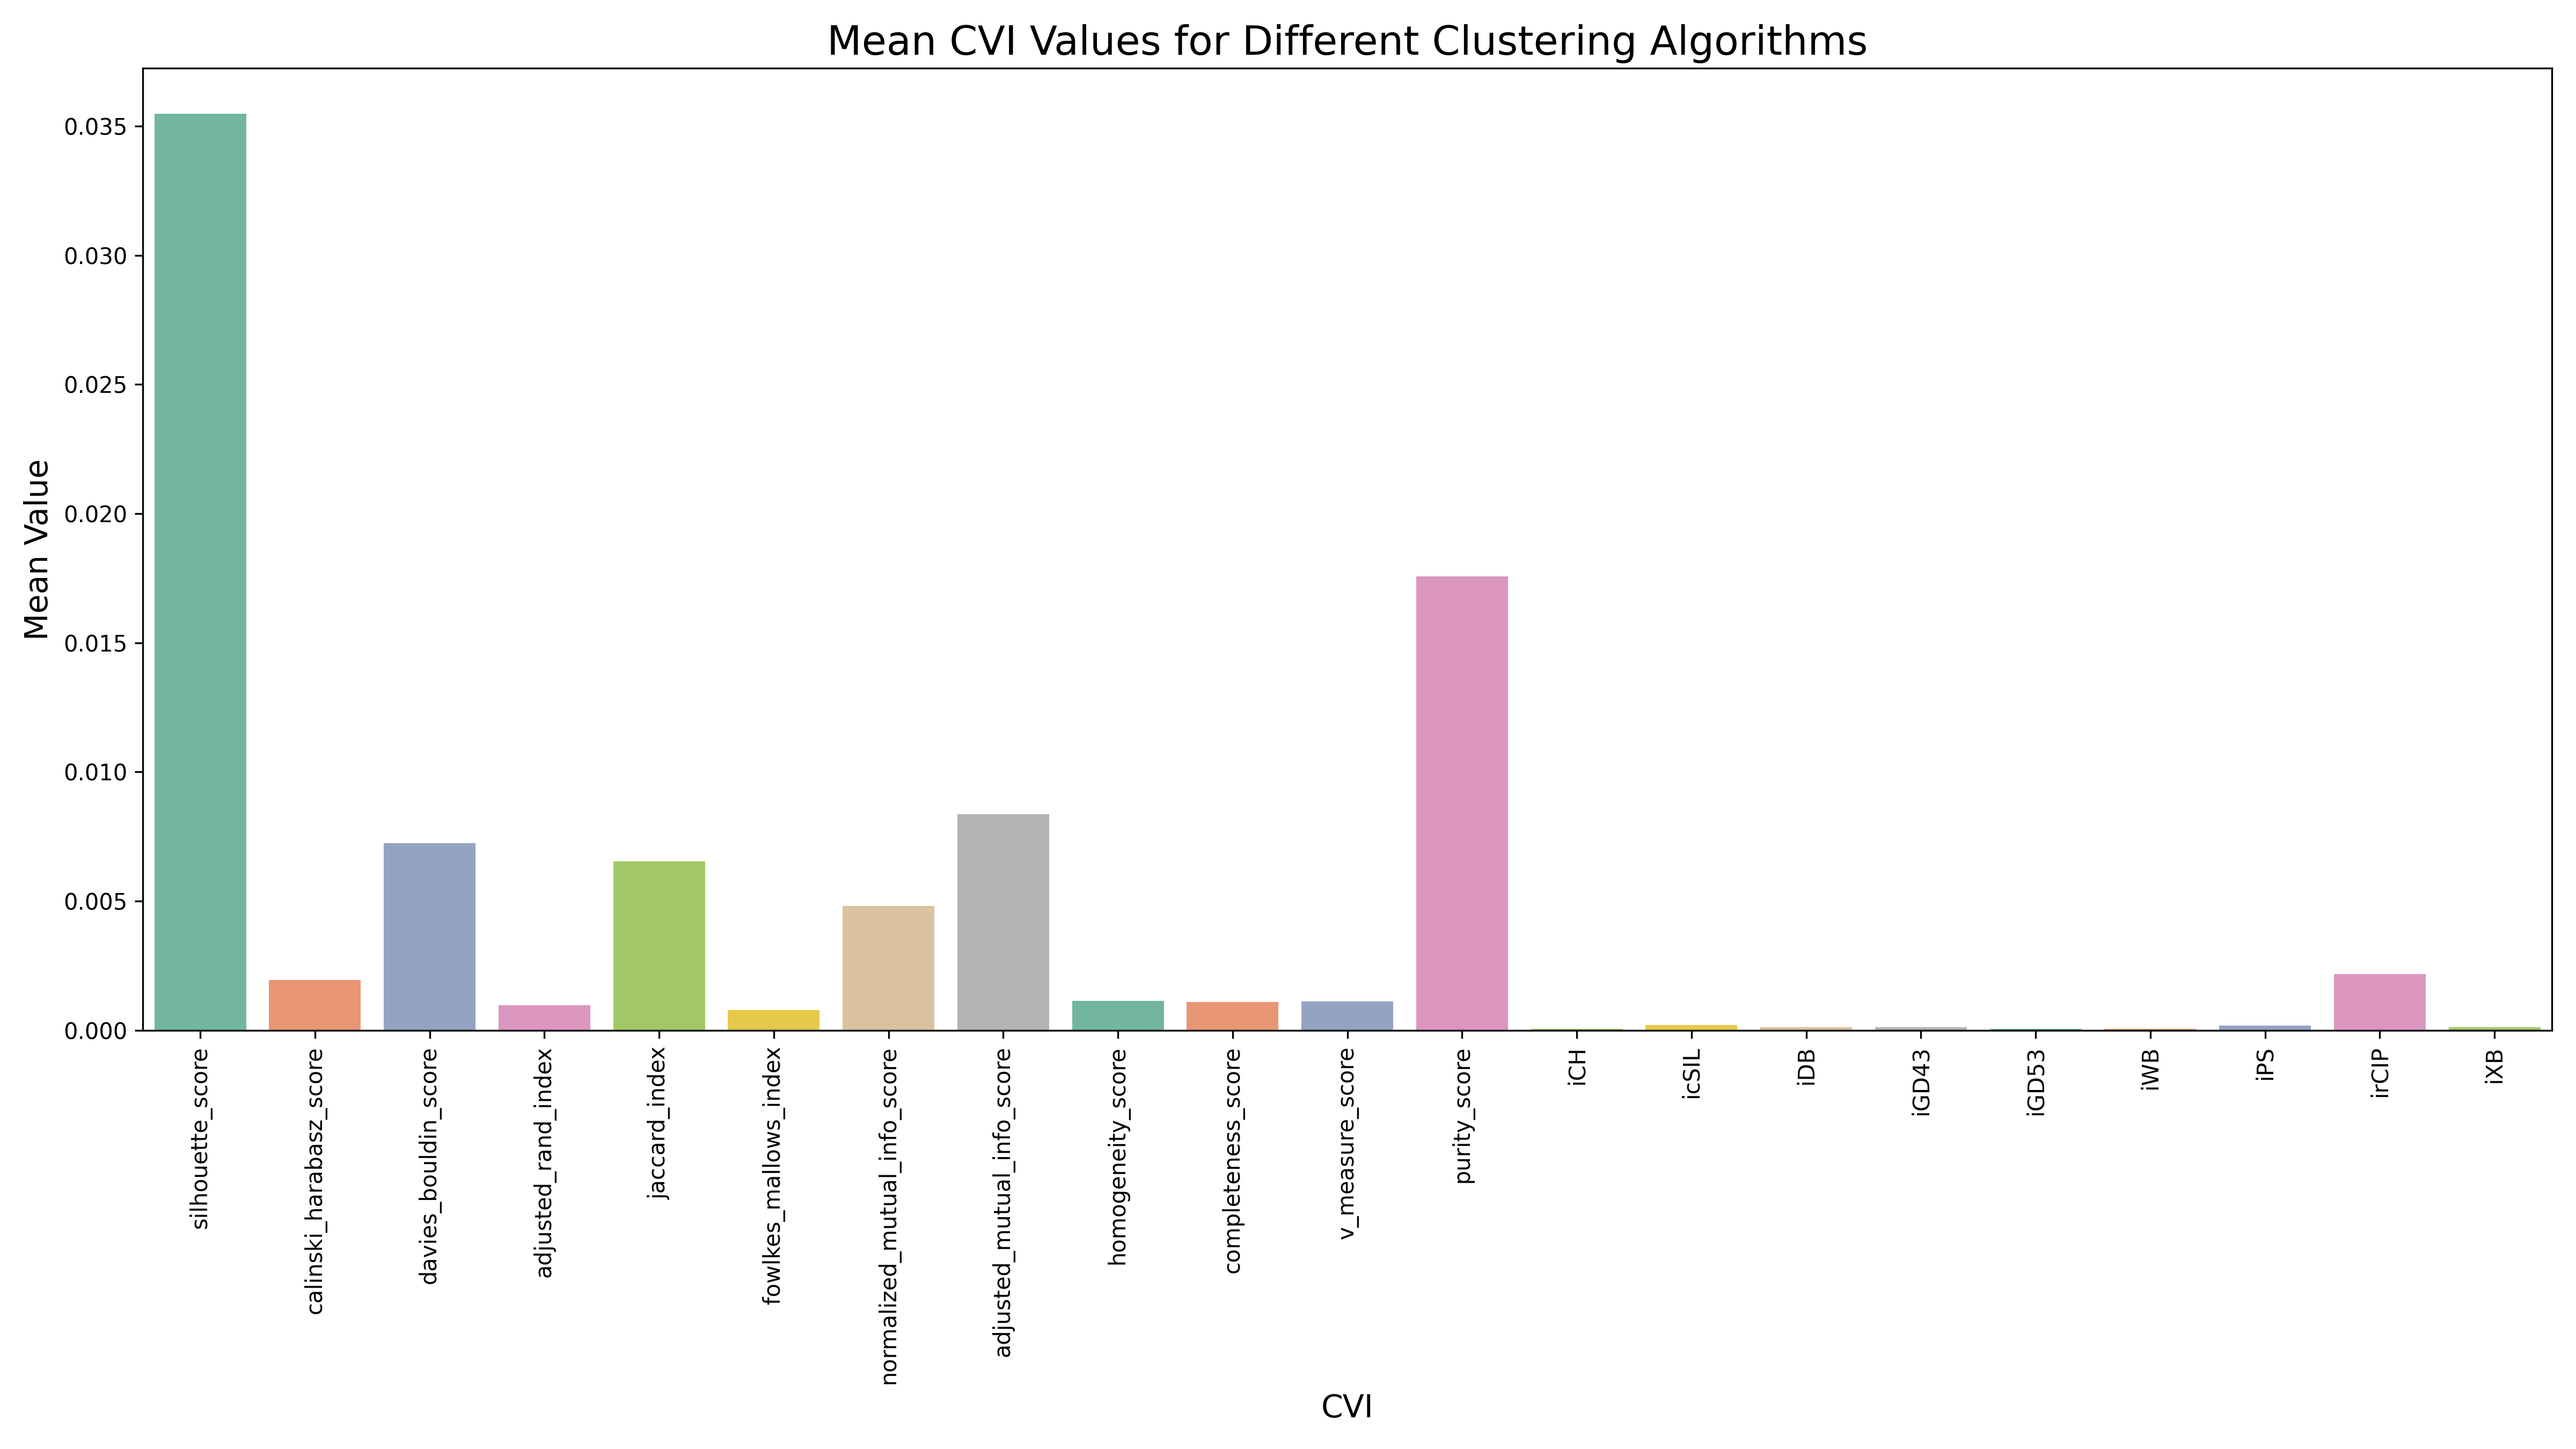 Mean CVI Values for Different Clustering Algorithms
Mean Value
0.035
0.030
0.025
0.020
0.015
0.010
0.005
0.000
silhouette_score
calinski_harabasz_score
davies_bouldin_score
adjusted_rand_index
jaccard_index
fowlkes_mallows_index
normalized_mutual_info_score
adjusted_mutual_info_score
homogeneity_score
completeness_score
v_measure_score
purity_score
iCH
icSIL
iDB
iGD43
iGD53
iWB
iPS
irCIP
iXB
CVI